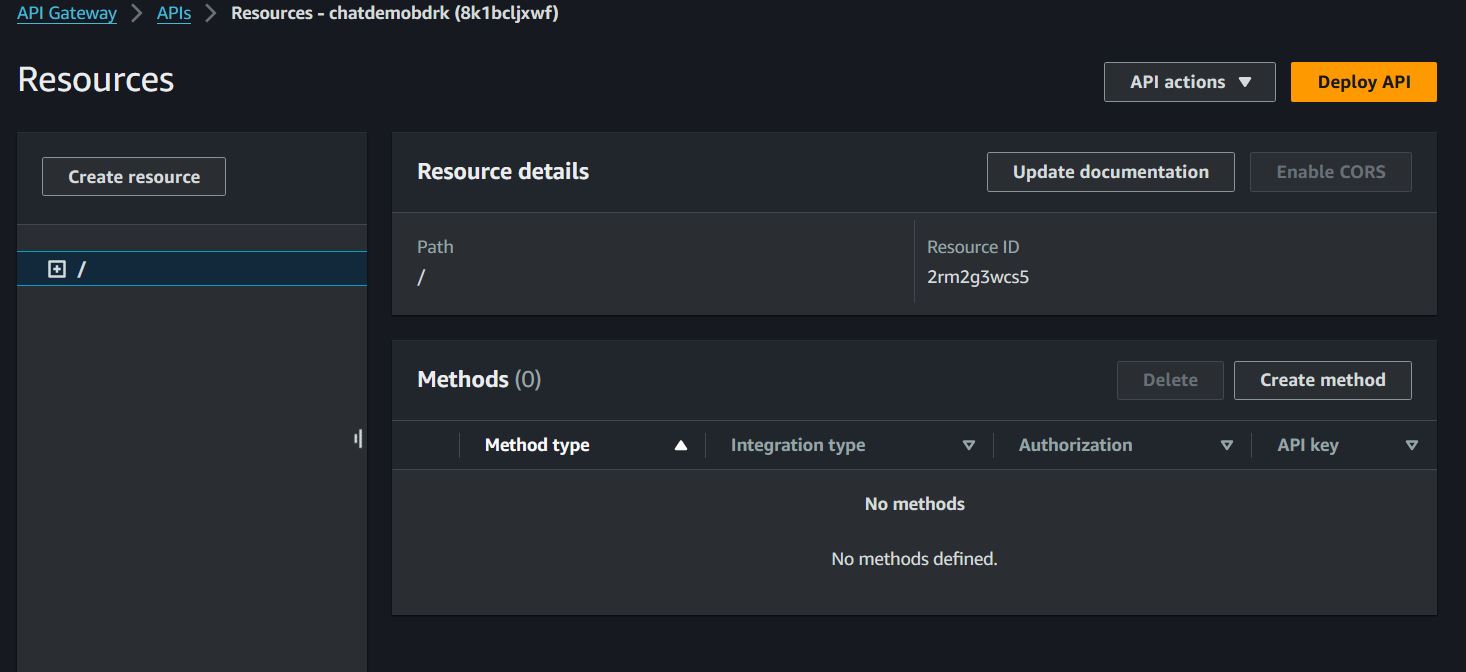 API Gateway > APIs > Resources - chatdemobdrk (8k1bcljxwf)
Resources
API actions
Deploy API
Create resource
/
Resource details
Update documentation
Enable CORS
Path
/
Resource ID
2rm2g3wcs5
Methods (0)
Delete
Create method
Method type
Integration type
Authorization
API key
No methods
No methods defined.